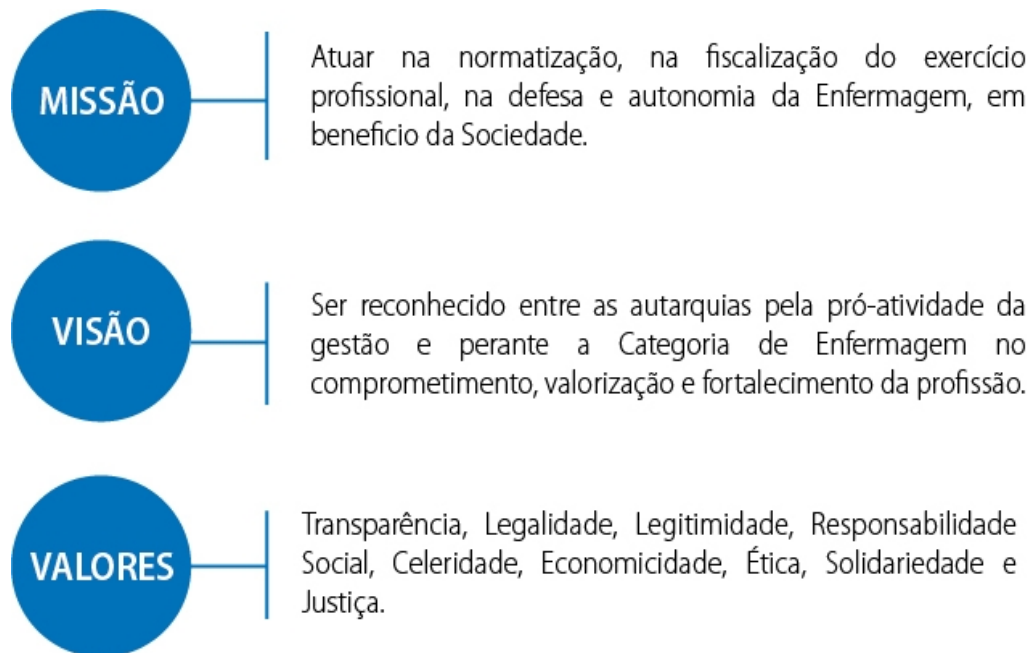 MISSÃO
Atuar na normatização, na fiscalização do exercício
profissional, na defesa e autonomia da Enfermagem, em
beneficio da Sociedade.
VISÃO
Ser reconhecido entre as autarquias pela pró-atividade da
gestão e perante a Categoria de Enfermagem no
comprometimento, valorização e fortalecimento da profissão.
VALORES
Transparência, Legalidade, Legitimidade, Responsabilidade
Social, Celeridade, Economicidade, Ética, Solidariedade e
Justiça.